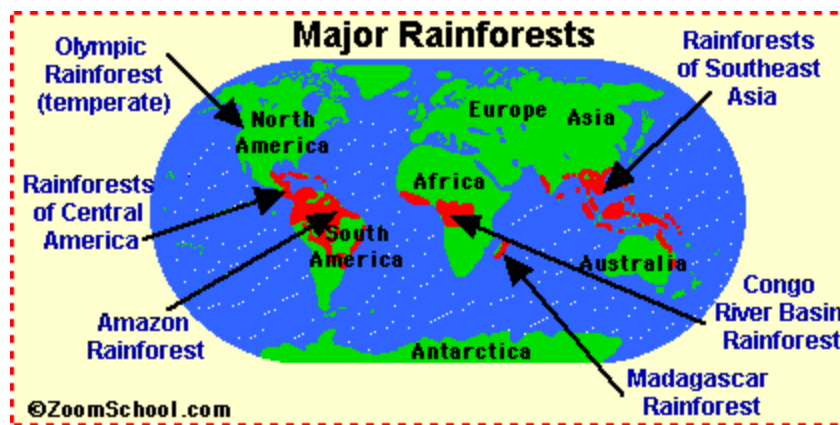 Major Rainforests
Olympic
Rainforest
(temperate)
Rainforests
of Southeast
Asia
North
America
Europe
Asia
Rainforests
of Central
America
Africa
South
America
Australia
Amazon
Rainforest
Congo
River Basin
Rainforest
Antarctica
Madagascar
Rainforest
©ZoomSchool.com